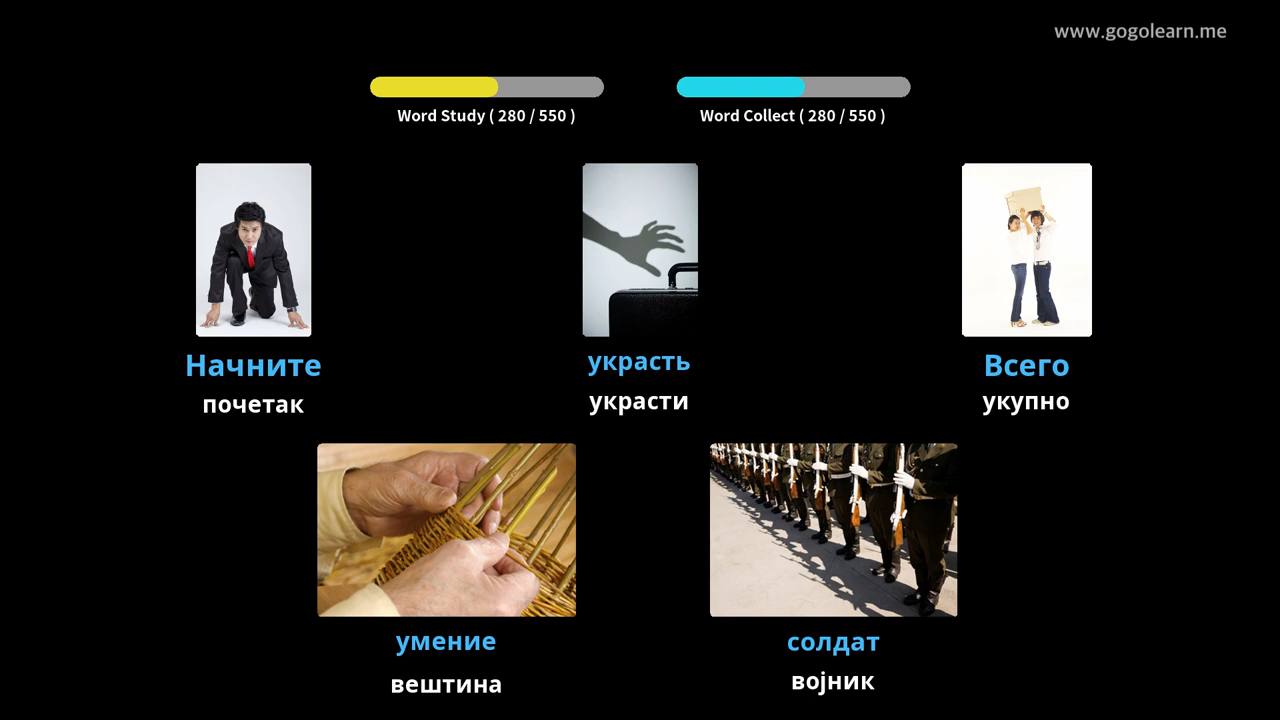 www.gogolearn.me
Word Study ( 280 / 550 )
Word Collect ( 280 / 550 )
Начните
почетак
украсть
украсти
Всего
укупно
умение
вештина
солдат
војник